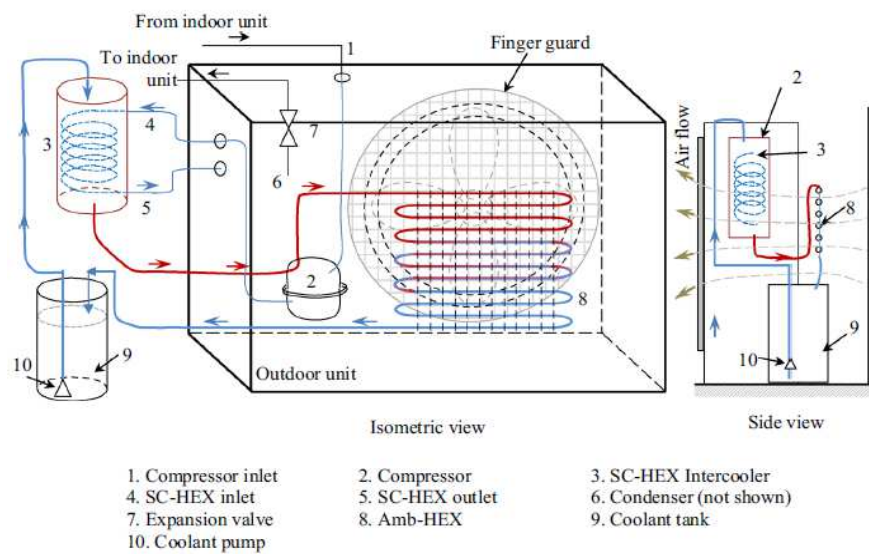 From indoor unit
1
To indoor
unit
Finger guard
3
4
7
6
5
2
8
10
9
Outdoor unit
Isometric view
Air flow
2
3
8
10
9
Side view
1. Compressor inlet
2. Compressor
3. SC-HEX Intercooler
4. SC-HEX inlet
5. SC-HEX outlet
6. Condenser (not shown)
7. Expansion valve
8. Amb-HEX
9. Coolant tank
10. Coolant pump